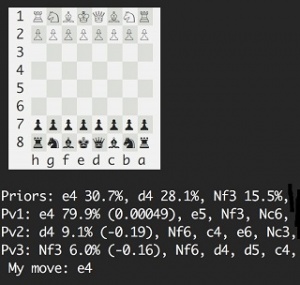 1
2
3
4
5
6
7
8
h g f e d c b a
Priors: e4 30.7%, d4 28.1%, Nf3 15.5%,
Pv1: e4 79.9% (0.00049), e5, Nf3, Nc6,
Pv2: d4 9.1% (-0.19), Nf6, c4, e6, Nc3,
Pv3: Nf3 6.0% (-0.16), Nf6, d4, d5, c4,
My move: e4